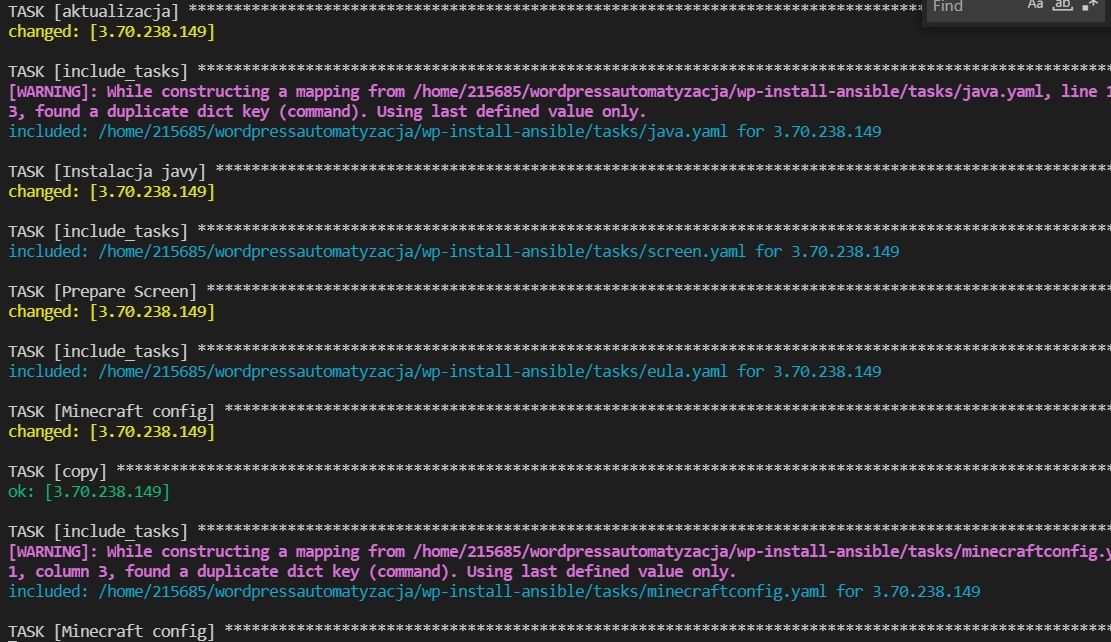 Find Aa ab
TASK [aktualizacja] ******************************************************************************************
changed: [3.70.238.149]
TASK [include_tasks] ******************************************************************************************************
[WARNING]: While constructing a mapping from /home/215685/wordpressautomatyzacja/wp-install-ansible/tasks/java.yaml, line 1
3, found a duplicate dict key (command). Using last defined value only.
included: /home/215685/wordpressautomatyzacja/wp-install-ansible/tasks/java.yaml for 3.70.238.149
TASK [Instalacja javy] ****************************************************************************************************
changed: [3.70.238.149]
TASK [include_tasks] ******************************************************************************************************
included: /home/215685/wordpressautomatyzacja/wp-install-ansible/tasks/screen.yaml for 3.70.238.149
TASK [Prepare Screen] *****************************************************************************************************
changed: [3.70.238.149]
TASK [include_tasks] ******************************************************************************************************
included: /home/215685/wordpressautomatyzacja/wp-install-ansible/tasks/eula.yaml for 3.70.238.149
TASK [Minecraft config] ***************************************************************************************************
changed: [3.70.238.149]
TASK [copy] ***************************************************************************************************************
ok: [3.70.238.149]
TASK [include_tasks] ******************************************************************************************************
[WARNING]: While constructing a mapping from /home/215685/wordpressautomatyzacja/wp-install-ansible/tasks/minecraftconfig.y
1, column 3, found a duplicate dict key (command). Using last defined value only.
included: /home/215685/wordpressautomatyzacja/wp-install-ansible/tasks/minecraftconfig.yaml for 3.70.238.149
TASK [Minecraft config] ***************************************************************************************************